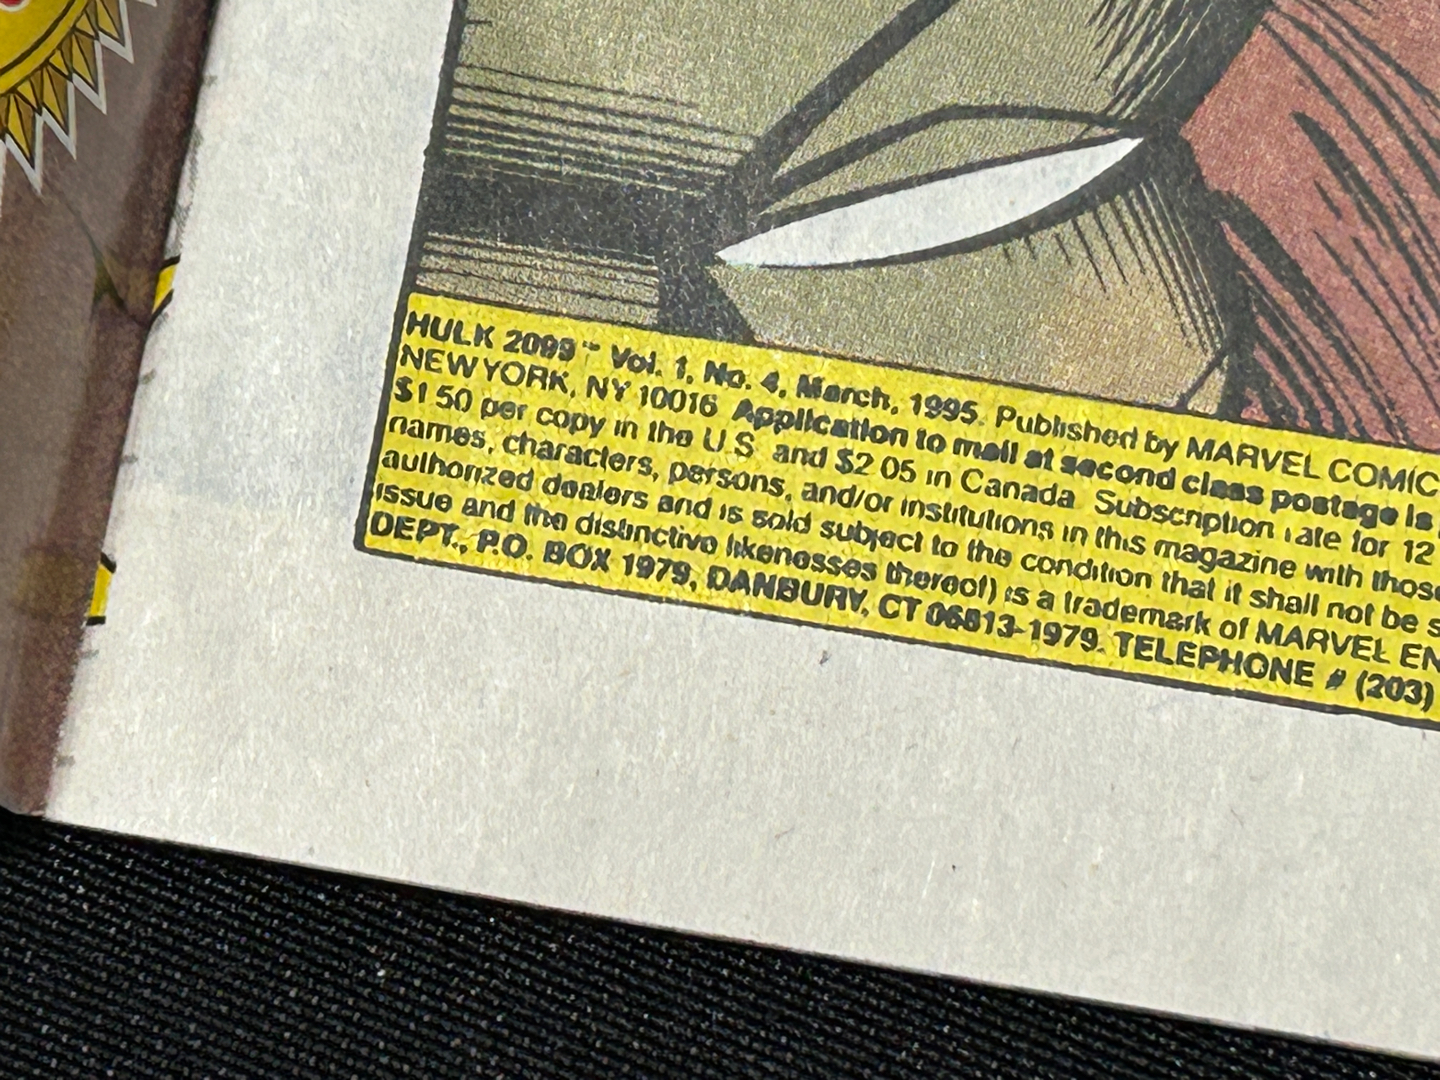 HULK 2099™ Vol. 1, No. 4, March, 1995. Published by MARVEL COMIC
NEW YORK, NY 10016. Application to mail at second class postage is
$1.50 per copy in the U.S. and $2.05 in Canada. Subscription rate for 12
names, characters, persons, and/or institutions in this magazine with those
authorized dealers and is sold subject to the condition that it shall not be s
issue and the distinctive likenesses thereof) is a trademark of MARVEL EN
DEPT., P.O. BOX 1979, DANBURY, CT 06813-1979. TELEPHONE # (203)